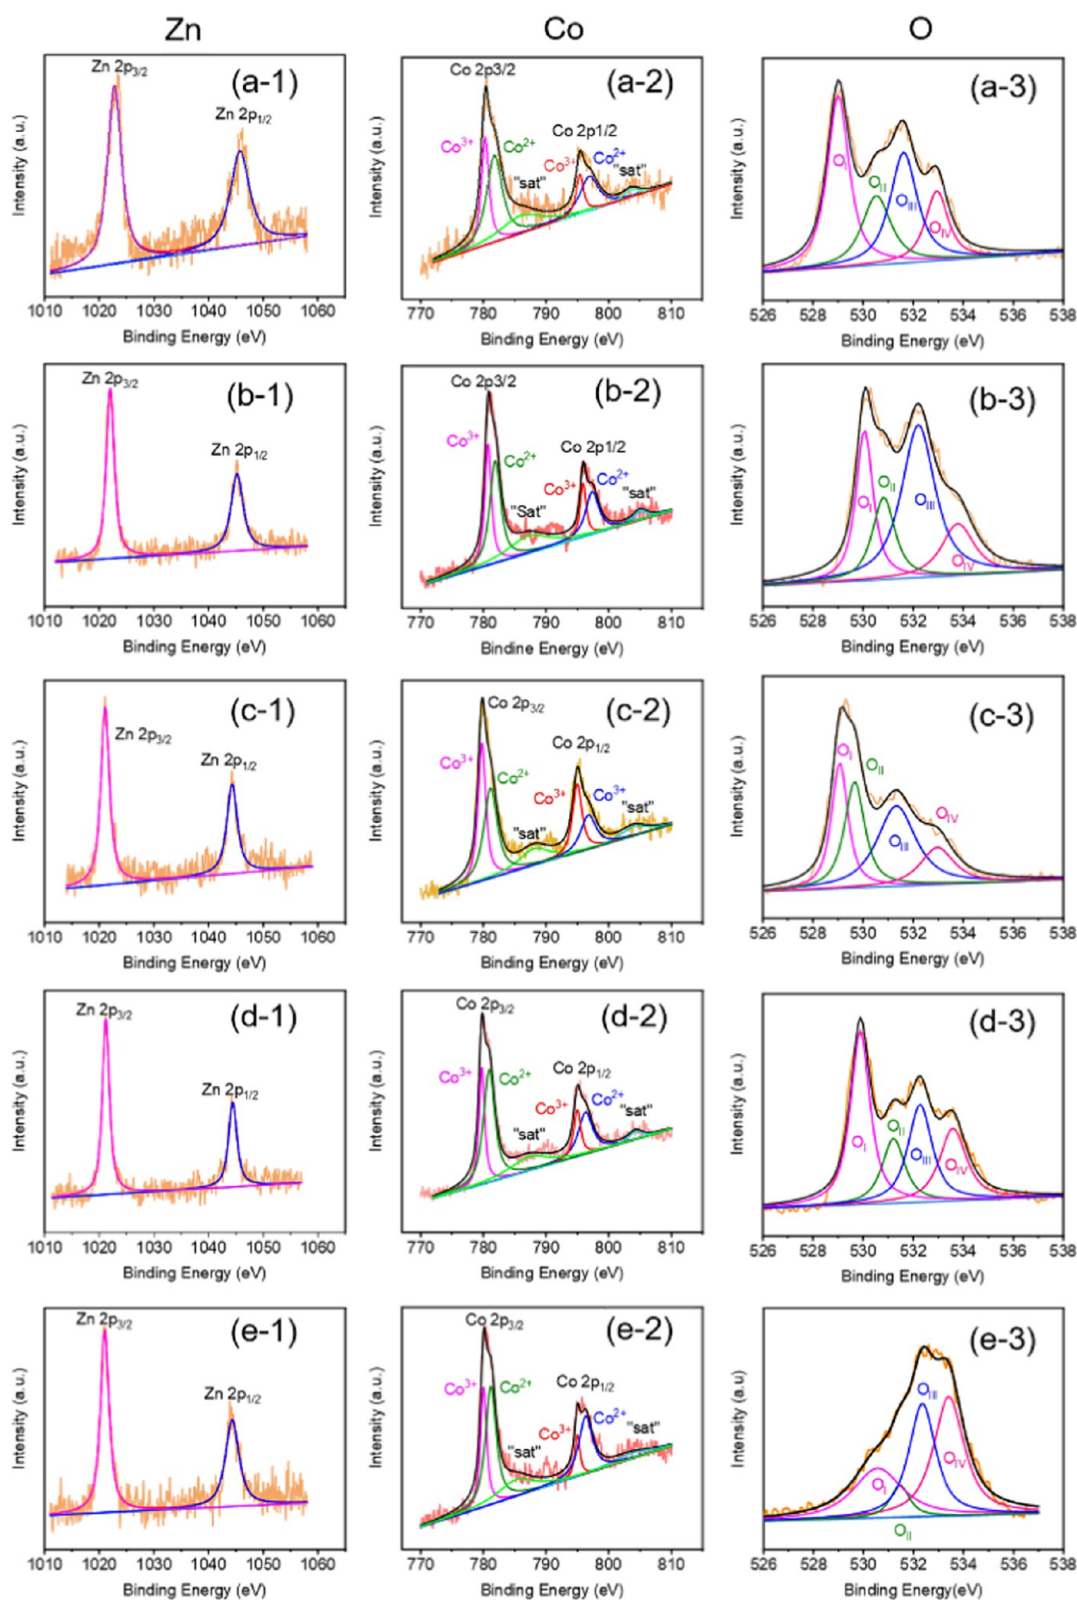 Zn
Co
O
Zn 2p3/2
(a-1)
Zn 2p1/2
Intensity (a.u.)
1010 1020 1030 1040 1050 1060
Binding Energy (eV)
Co 2p3/2
(a-2)
Co 2p1/2
Co3+
Co2+
"sat"
Co3+
Co2+
"sat"
Intensity (a.u.)
770 780 790 800 810
Binding Energy (eV)
(a-3)
OI
OII
OIII
OIV
Intensity (a.u.)
526 528 530 532 534 536 538
Binding Energy (eV)
Zn 2p3/2
(b-1)
Zn 2p1/2
Intensity (a.u.)
1010 1020 1030 1040 1050 1060
Binding Energy (eV)
Co 2p3/2
(b-2)
Co3+
Co 2p1/2
Co2+
Co3+
Co2+
"Sat"
"sat"
Intensity (a.u.)
770 780 790 800 810
Bindine Energy (eV)
(b-3)
OI
OII
OIII
OIV
Intensity (a.u.)
526 528 530 532 534 536 538
Binding Energy (eV)
(c-1)
Zn 2p3/2
Zn 2p1/2
Intensity (a.u.)
1010 1020 1030 1040 1050 1060
Binding Energy (eV)
Co 2p3/2
(c-2)
Co 2p1/2
Co3+
Co2+
Co3+
Co3+
"sat"
"sat"
Intensity (a.u.)
770 780 790 800 810
Binding Energy (eV)
(c-3)
OI
OII
OIII
OIV
Intensity (a.u.)
526 528 530 532 534 536 538
Binding Energy (eV)
Zn 2p3/2
(d-1)
Zn 2p1/2
Intensity (a.u.)
1010 1020 1030 1040 1050 1060
Binding Energy (eV)
Co 2p3/2
(d-2)
Co 2p1/2
Co3+
Co2+
Co3+
Co2+
"sat"
"sat"
Intensity (a.u.)
770 780 790 800 810
Binding Energy (eV)
(d-3)
OI
OII
OIII
OIV
Intensity (a.u.)
526 528 530 532 534 536 538
Binding Energy (eV)
Zn 2p3/2
(e-1)
Zn 2p1/2
Intensity (a.u.)
1010 1020 1030 1040 1050 1060
Binding Energy (eV)
Co 2p3/2
(e-2)
Co 2p1/2
Co3+
Co2+
Co3+
Co2+
"sat"
"sat"
Intensity (a.u.)
770 780 790 800 810
Binding Energy (eV)
(e-3)
OIII
OIV
OI
OII
Intensity (a.u)
526 528 530 532 534 536 538
Binding Energy(eV)